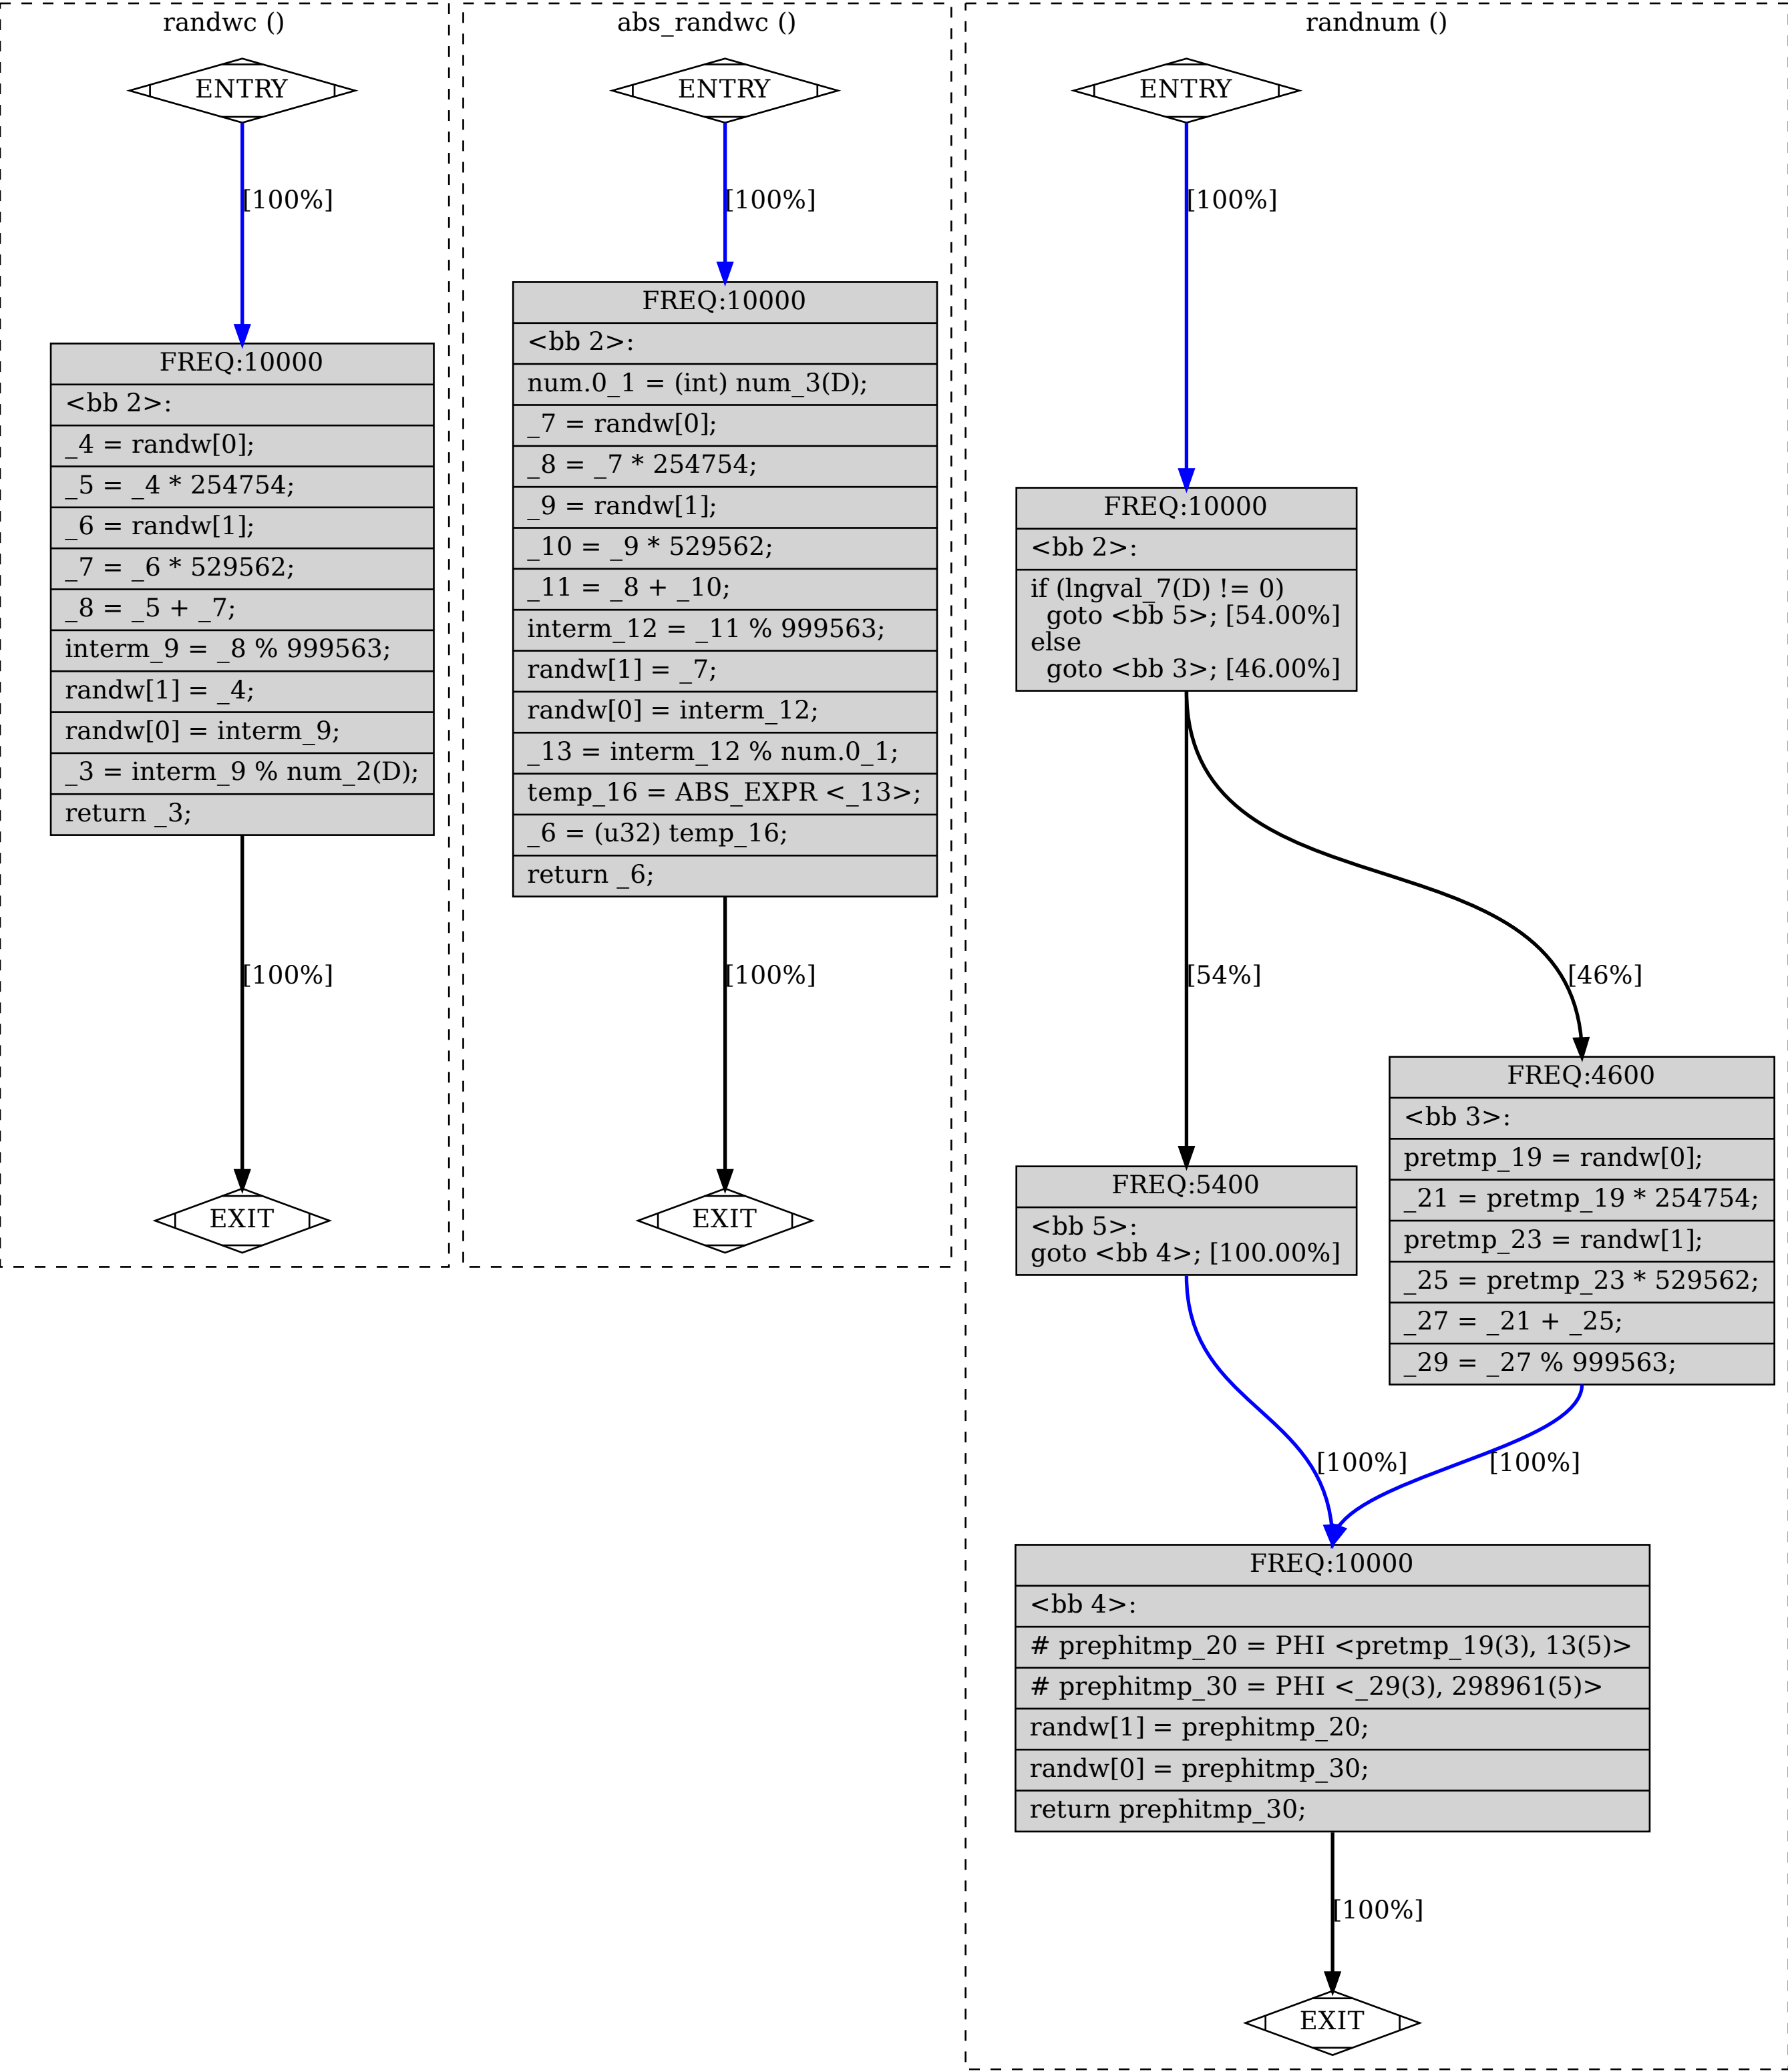 randwc ()
ENTRY
[100%]
FREQ:10000
<bb 2>:
_4 = randw[0];
_5 = _4 * 254754;
_6 = randw[1];
_7 = _6 * 529562;
_8 = _5 + _7;
interm_9 = _8 % 999563;
randw[1] = _4;
randw[0] = interm_9;
_3 = interm_9 % num_2(D);
return _3;
[100%]
EXIT
abs_randwc ()
ENTRY
[100%]
FREQ:10000
<bb 2>:
num.0_1 = (int) num_3(D);
_7 = randw[0];
_8 = _7 * 254754;
_9 = randw[1];
_10 = _9 * 529562;
_11 = _8 + _10;
interm_12 = _11 % 999563;
randw[1] = _7;
randw[0] = interm_12;
_13 = interm_12 % num.0_1;
temp_16 = ABS_EXPR <_13>;
_6 = (u32) temp_16;
return _6;
[100%]
EXIT
randnum ()
ENTRY
[100%]
FREQ:10000
<bb 2>:
if (lngval_7(D) != 0)
goto <bb 5>; [54.00%]
else
goto <bb 3>; [46.00%]
[54%]
[46%]
FREQ:5400
<bb 5>:
goto <bb 4>; [100.00%]
FREQ:4600
<bb 3>:
pretmp_19 = randw[0];
_21 = pretmp_19 * 254754;
pretmp_23 = randw[1];
_25 = pretmp_23 * 529562;
_27 = _21 + _25;
_29 = _27 % 999563;
[100%]
[100%]
FREQ:10000
<bb 4>:
# prephitmp_20 = PHI <pretmp_19(3), 13(5)>
# prephitmp_30 = PHI <_29(3), 298961(5)>
randw[1] = prephitmp_20;
randw[0] = prephitmp_30;
return prephitmp_30;
[100%]
EXIT